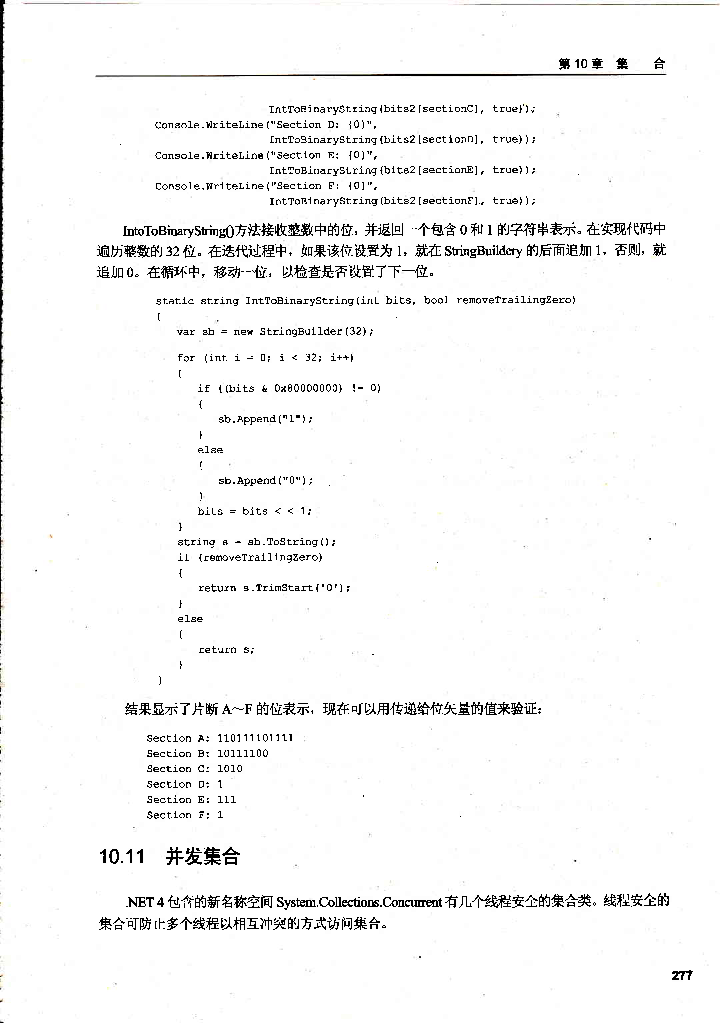 第 10 章 集 合
IntToBinaryString(bits2[sectionC], true));
Console.WriteLine("Section D: {0}",
IntToBinaryString(bits2[sectionD], true));
Console.WriteLine("Section E: {0}",
IntToBinaryString(bits2[sectionE], true));
Console.WriteLine("Section F: {0}",
IntToBinaryString(bits2[sectionF], true));
IntoToBinaryString()方法接收整数中的位，并返回一个包含 0 和 1 的字符串表示。在实现代码中
遍历整数的 32 位。在迭代过程中，如果该位设置为 1，就在 StringBuildery 的后面追加 1，否则，就
追加 0。在循环中，移动一位，以检查是否设置了下一位。
static string IntToBinaryString(int bits, bool removeTrailingZero)
{
var sb = new StringBuilder(32);
for (int i = 0; i < 32; i++)
{
if ((bits & 0x80000000) != 0)
{
sb.Append("1");
}
else
{
sb.Append("0");
}
bits = bits < < 1;
}
string s = sb.ToString();
if (removeTrailingZero)
{
return s.TrimStart('0');
}
else
{
return s;
}
}
结果显示了片断 A～F 的位表示，现在可以用传递给位矢量的值来验证：
Section A: 110111101111
Section B: 10111100
Section C: 1010
Section D: 1
Section E: 111
Section F: 1
10.11 并发集合
.NET 4 包含的新名称空间 System.Collections.Concurrent 有几个线程安全的集合类。线程安全的
集合可防止多个线程以相互冲突的方式访问集合。
277